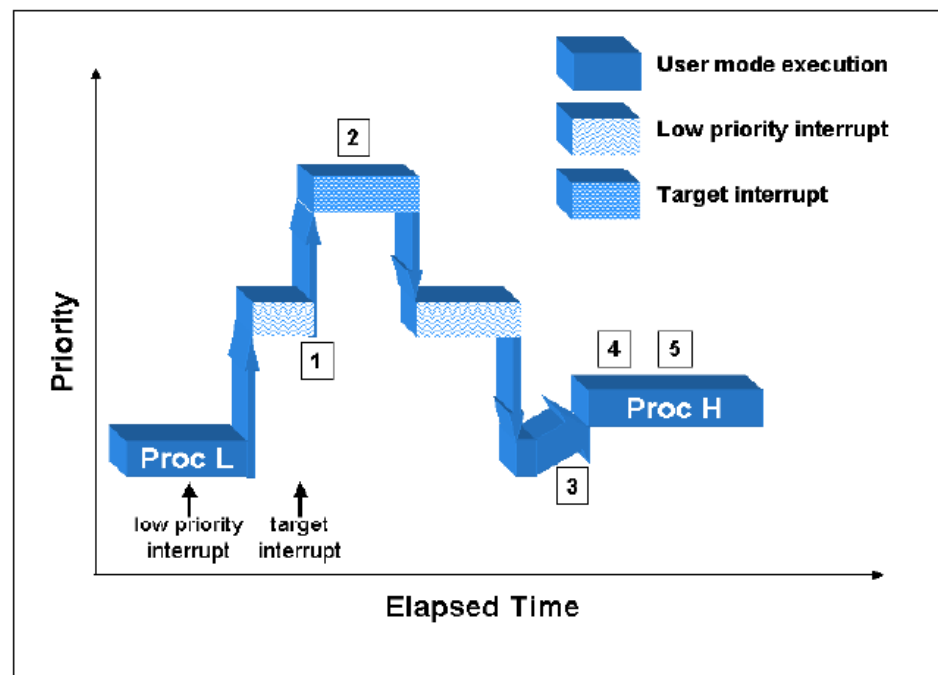 User mode execution
Low priority interrupt
Target interrupt
2
1
4 5
Proc H
Proc L
3
low priority
interrupt
target
interrupt
Priority
Elapsed Time